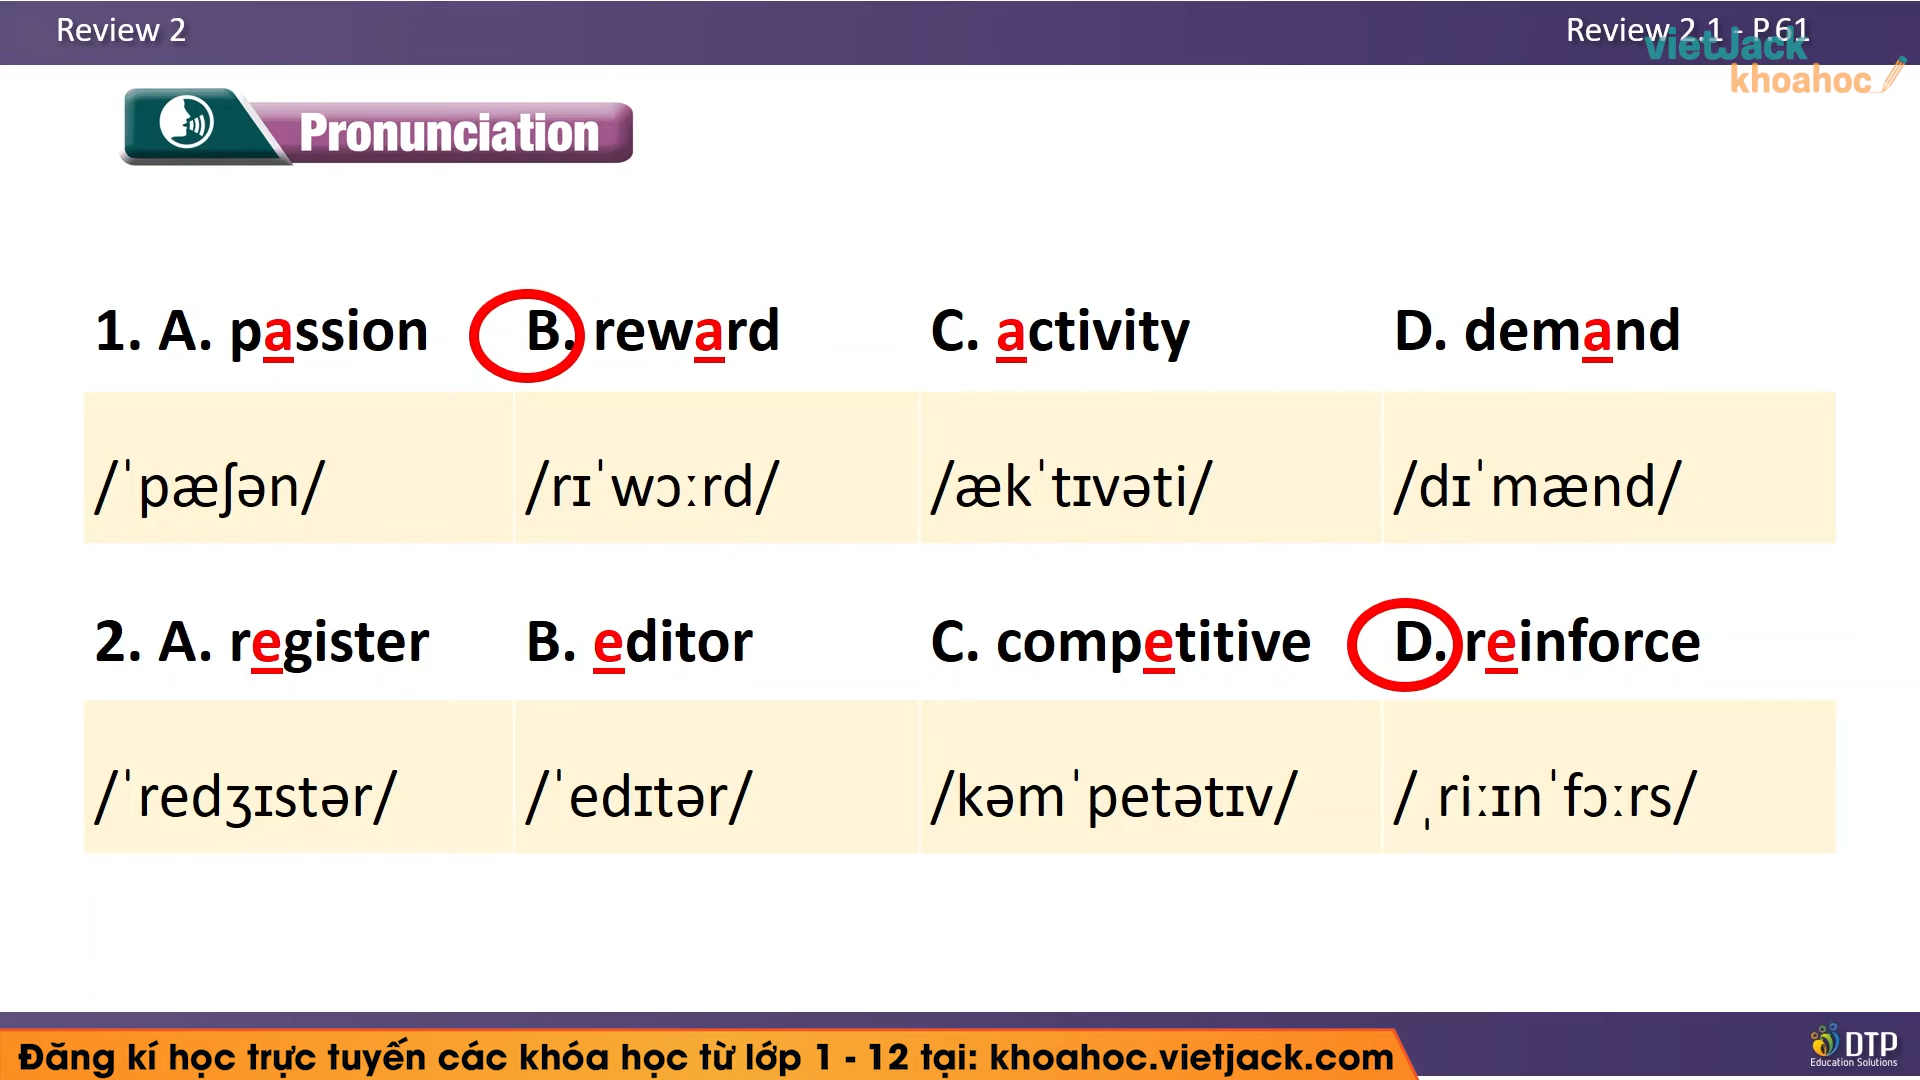 Review 2
Review 2.1 - P.61
vietJack
khoahoc
Pronunciation
1. A. passion B. reward C. activity D. demand
/ˈpæʃən/ /rɪˈwɔːrd/ /ækˈtɪvəti/ /dɪˈmænd/
2. A. register B. editor C. competitive D. reinforce
/ˈredʒɪstər/ /ˈedɪtər/ /kəmˈpetətɪv/ /ˌriːɪnˈfɔːrs/
Đăng kí học trực tuyến các khóa học từ lớp 1 - 12 tại: khoahoc.vietjack.com
DTP
Education Solutions